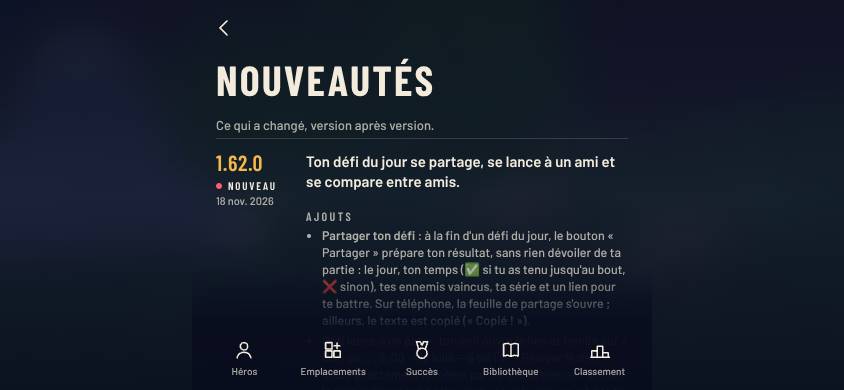 NOUVEAUTÉS
Ce qui a changé, version après version.
1.62.0
NOUVEAU
18 nov. 2026
Ton défi du jour se partage, se lance à un ami et
se compare entre amis.
AJOUTS
• Partager ton défi : à la fin d'un défi du jour, le bouton «
Partager » prépare ton résultat, sans rien dévoiler de ta
partie : le jour, ton temps (✅ si tu as tenu jusqu'au bout,
❌ sinon), tes ennemis vaincus, ta série et un lien pour
te battre. Sur téléphone, la feuille de partage s'ouvre ;
ailleurs, le texte est copié (« Copié ! »).
Héros
Emplacements
Succès
Bibliothèque
Classement